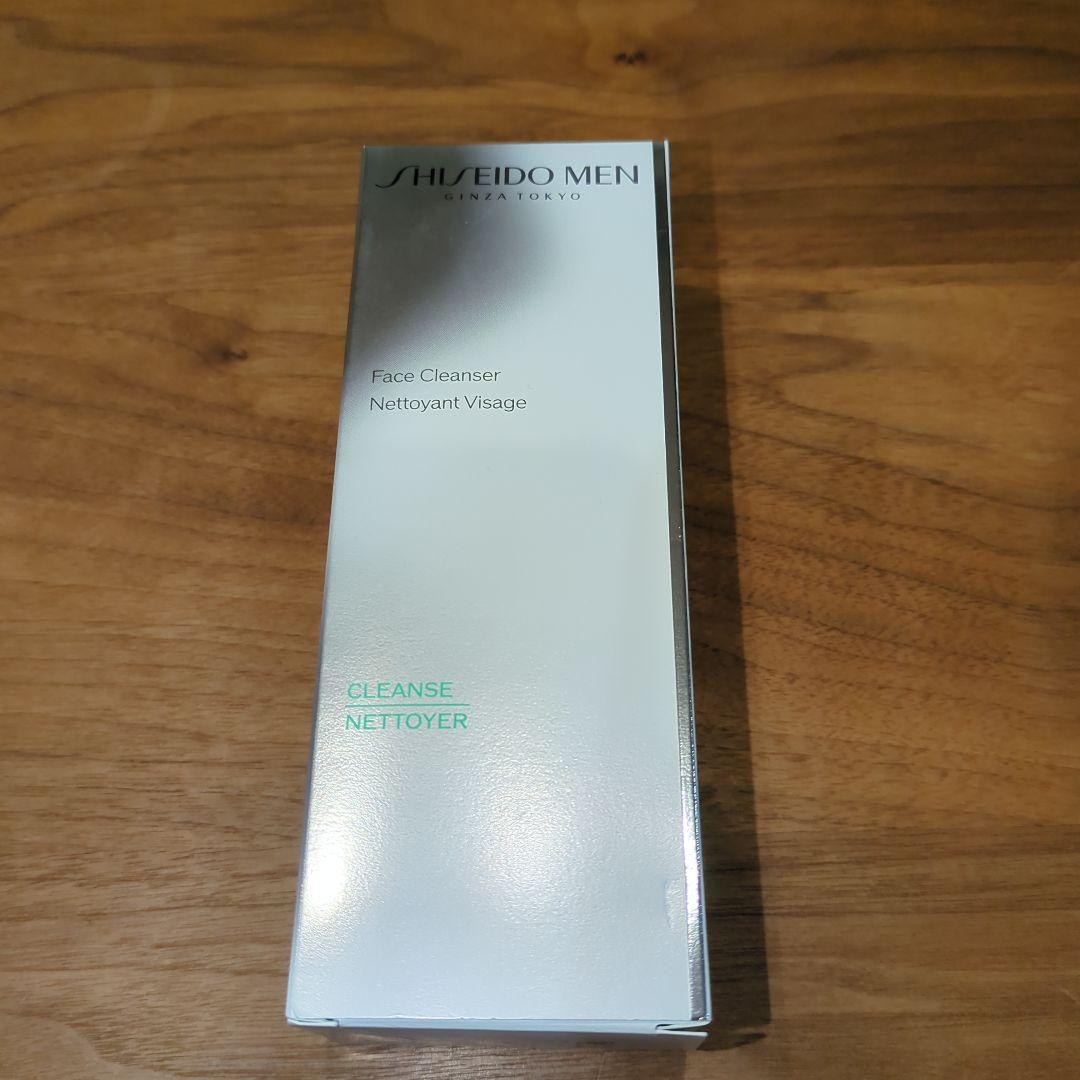 SHISEIDO MEN
GINZA TOKYO
Face Cleanser
Nettoyant Visage
CLEANSE
NETTOYER